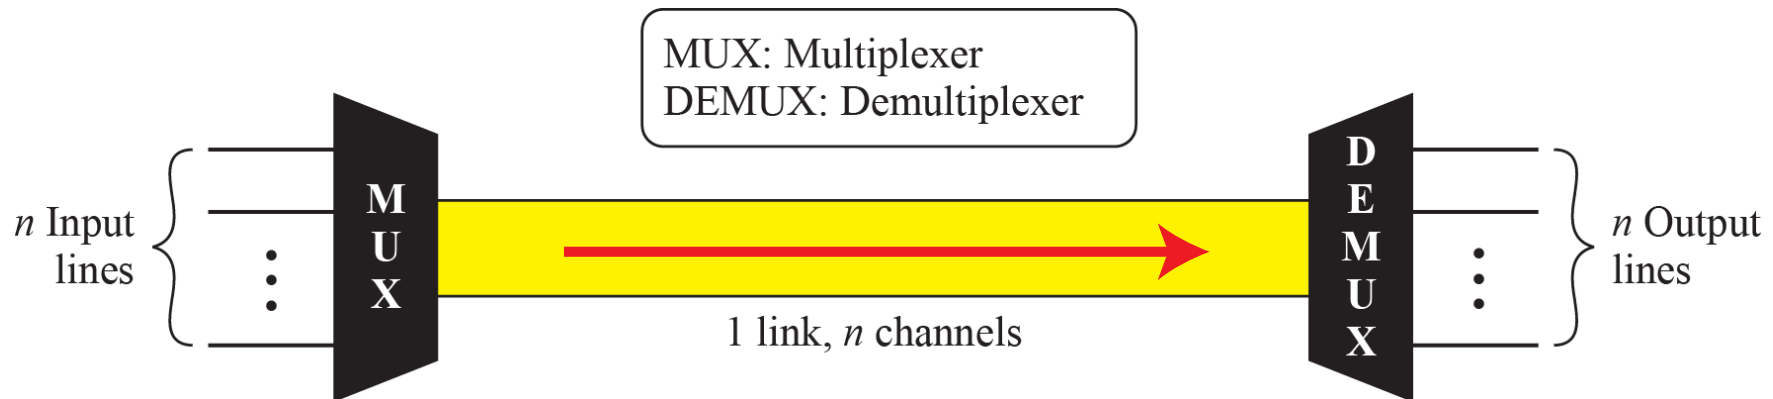 MUX: Multiplexer
DEMUX: Demultiplexer
n Input
lines
M
U
X
1 link, n channels
D
E
M
U
X
n Output
lines